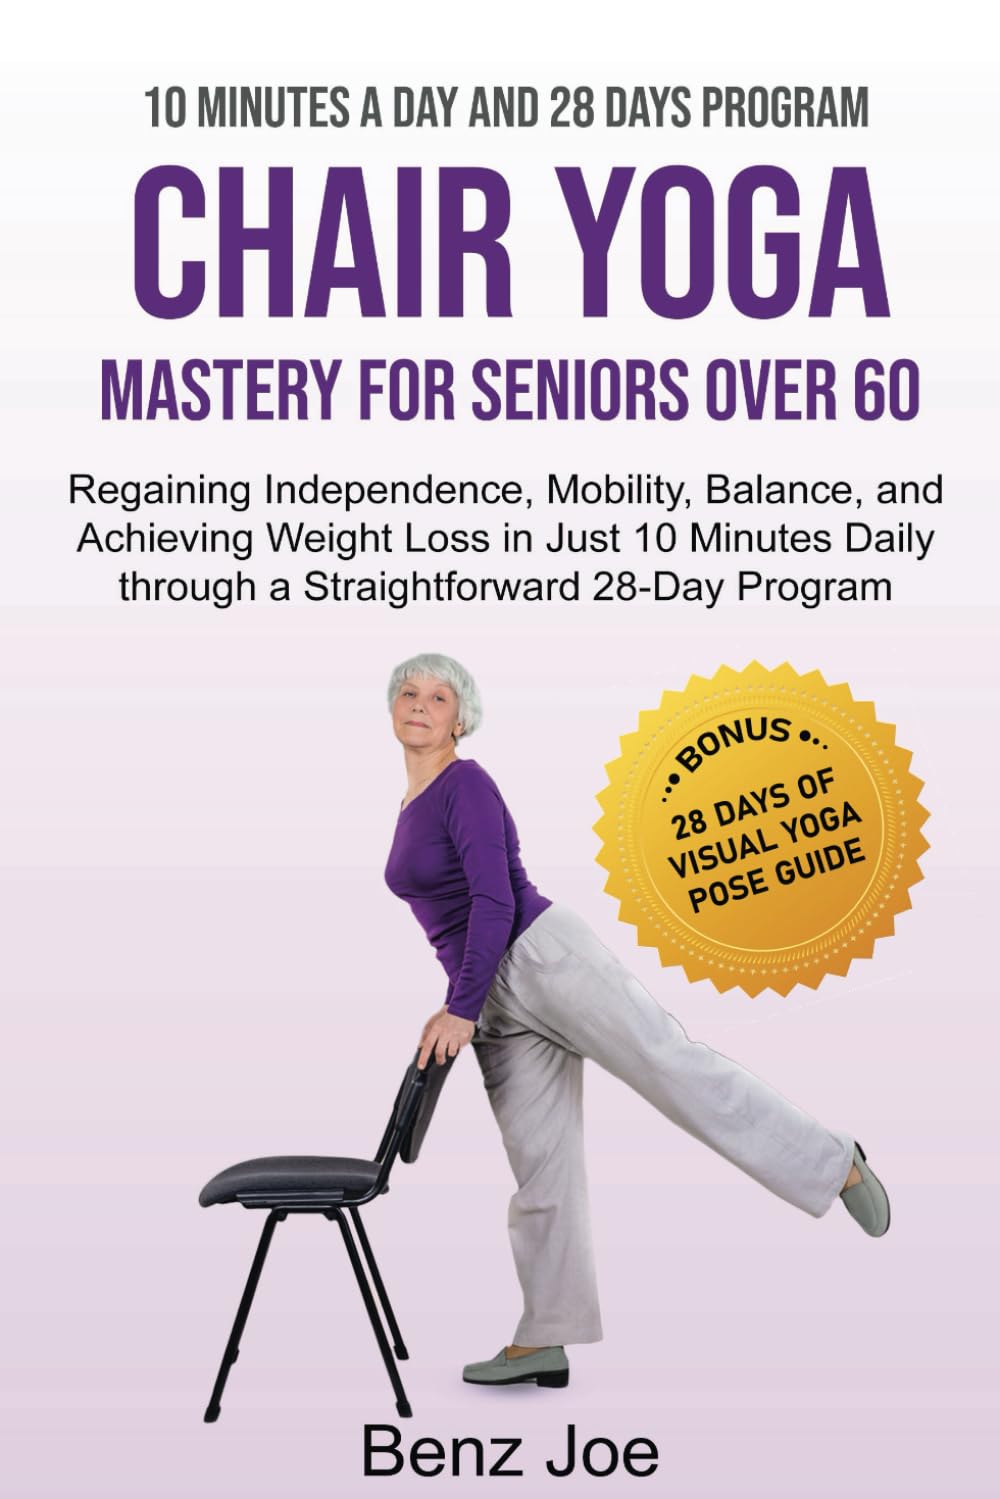 10 MINUTES A DAY AND 28 DAYS PROGRAM
CHAIR YOGA
MASTERY FOR SENIORS OVER 60
Regaining Independence, Mobility, Balance, and
Achieving Weight Loss in Just 10 Minutes Daily
through a Straightforward 28-Day Program
BONUS
28 DAYS OF
VISUAL YOGA
POSE GUIDE
Benz Joe